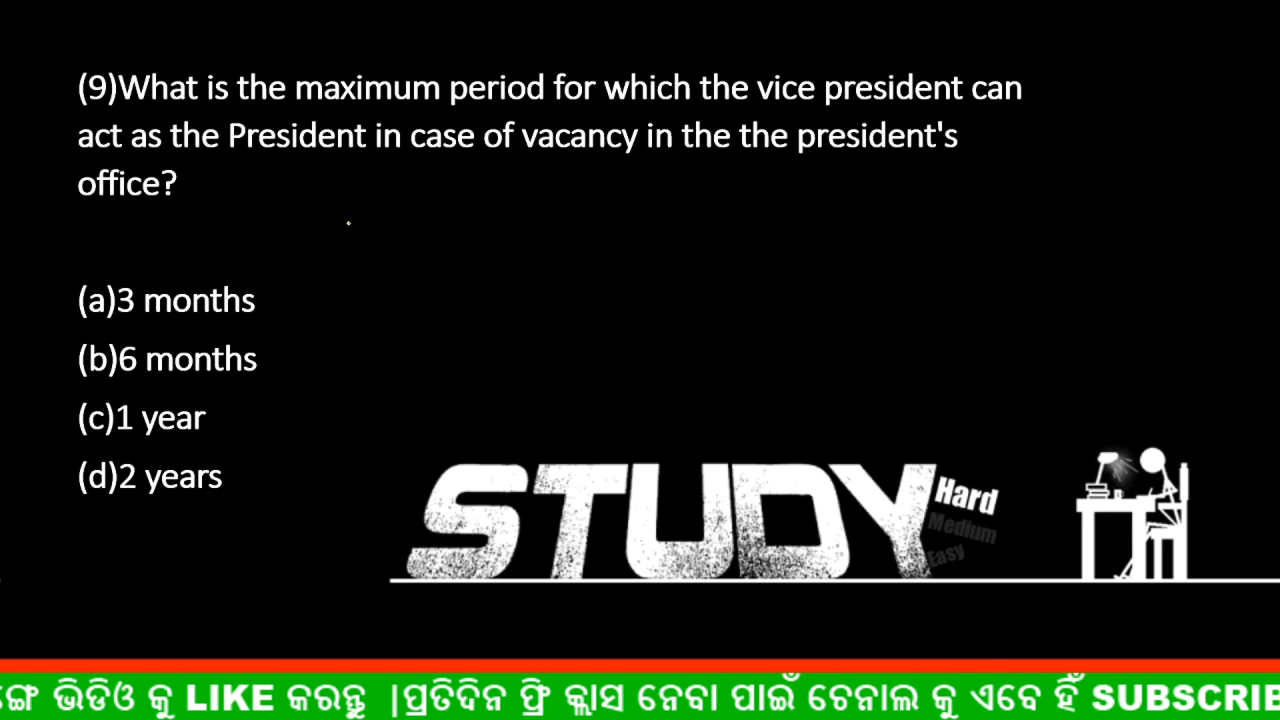 (9)What is the maximum period for which the vice president can
act as the President in case of vacancy in the the president's
office?
(a)3 months
(b)6 months
(c)1 year
(d)2 years
STUDY Hard
Medium
Easy
ଭିଡିଓ କୁ LIKE କରନ୍ତୁ |ପ୍ରତିଦିନ ଫ୍ରି କ୍ଲାସ ନେବା ପାଇଁ ଚେନାଲ କୁ ଏବେ ହିଁ